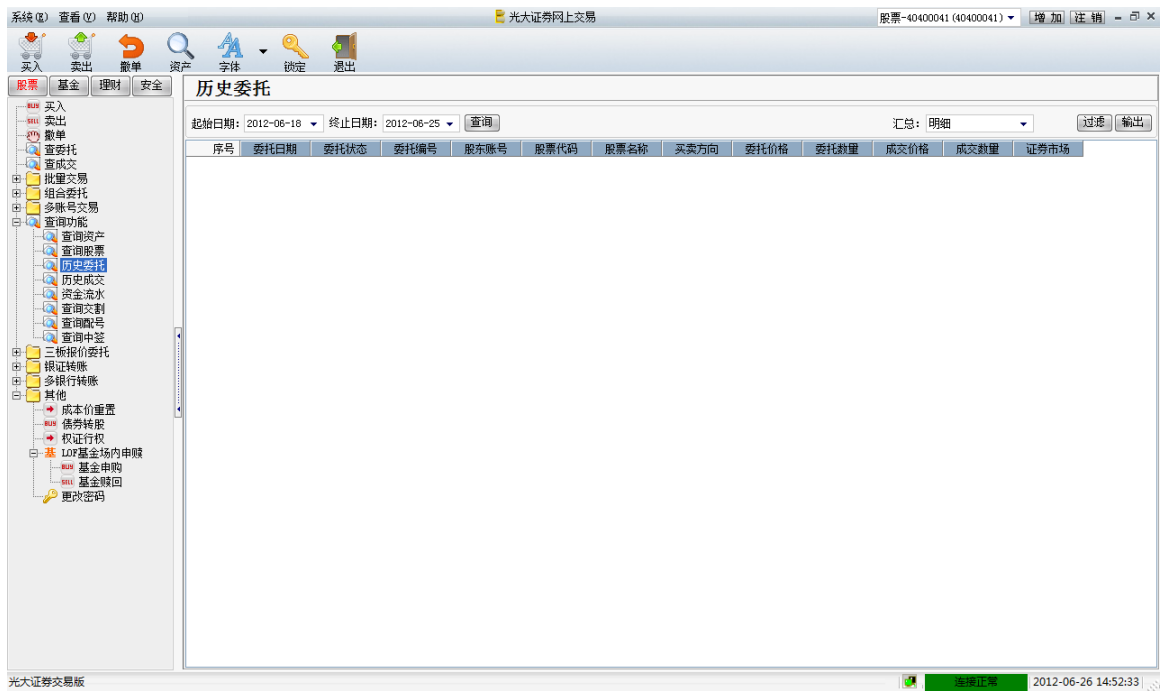 系统(S) 查看(V) 帮助(H) 光大证券网上交易 股票-40400041 (40400041) 增 加 注 销
买入 卖出 撤单 资产 字体 锁定 退出
股票 基金 理财 安全
历史委托
起始日期: 2012-06-18 终止日期: 2012-06-25 查询 汇总: 明细 过滤 输出
序号 委托日期 委托状态 委托编号 股东账号 股票代码 股票名称 买卖方向 委托价格 委托数量 成交价格 成交数量 证券市场
BUY 买入
SELL 卖出
撤单
查委托
查成交
批量交易
组合委托
多账号交易
查询功能
查询资产
查询股票
历史委托
历史成交
资金流水
查询交割
查询配号
查询中签
三板报价委托
银证转账
多银行转账
其他
成本价重置
BUY 债券转股
权证行权
基 LOF基金场内申赎
BUY 基金申购
SELL 基金赎回
更改密码
光大证券交易版 连接正常 2012-06-26 14:52:33